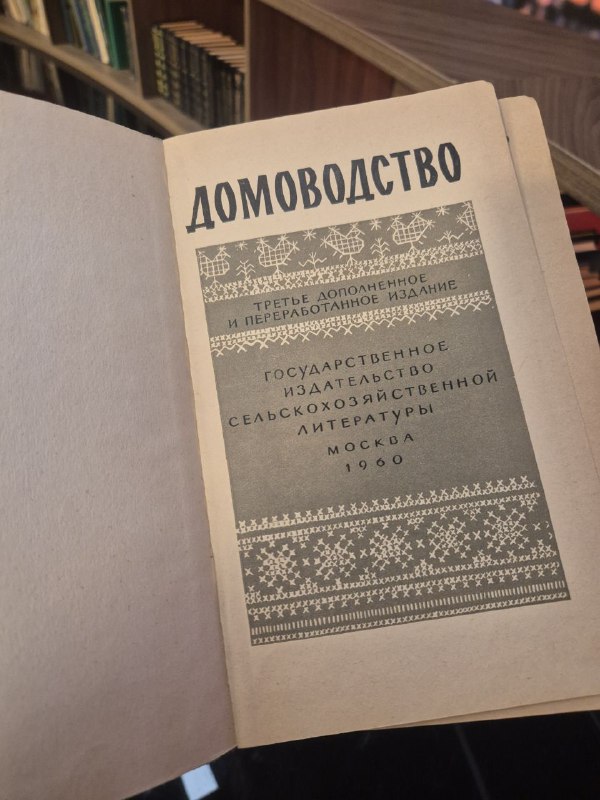 ДОМОВОДСТВО
ТРЕТЬЕ ДОПОЛНЕННОЕ
И ПЕРЕРАБОТАННОЕ ИЗДАНИЕ
ГОСУДАРСТВЕННОЕ
ИЗДАТЕЛЬСТВО
СЕЛЬСКОХОЗЯЙСТВЕННОЙ
ЛИТЕРАТУРЫ
МОСКВА
1960